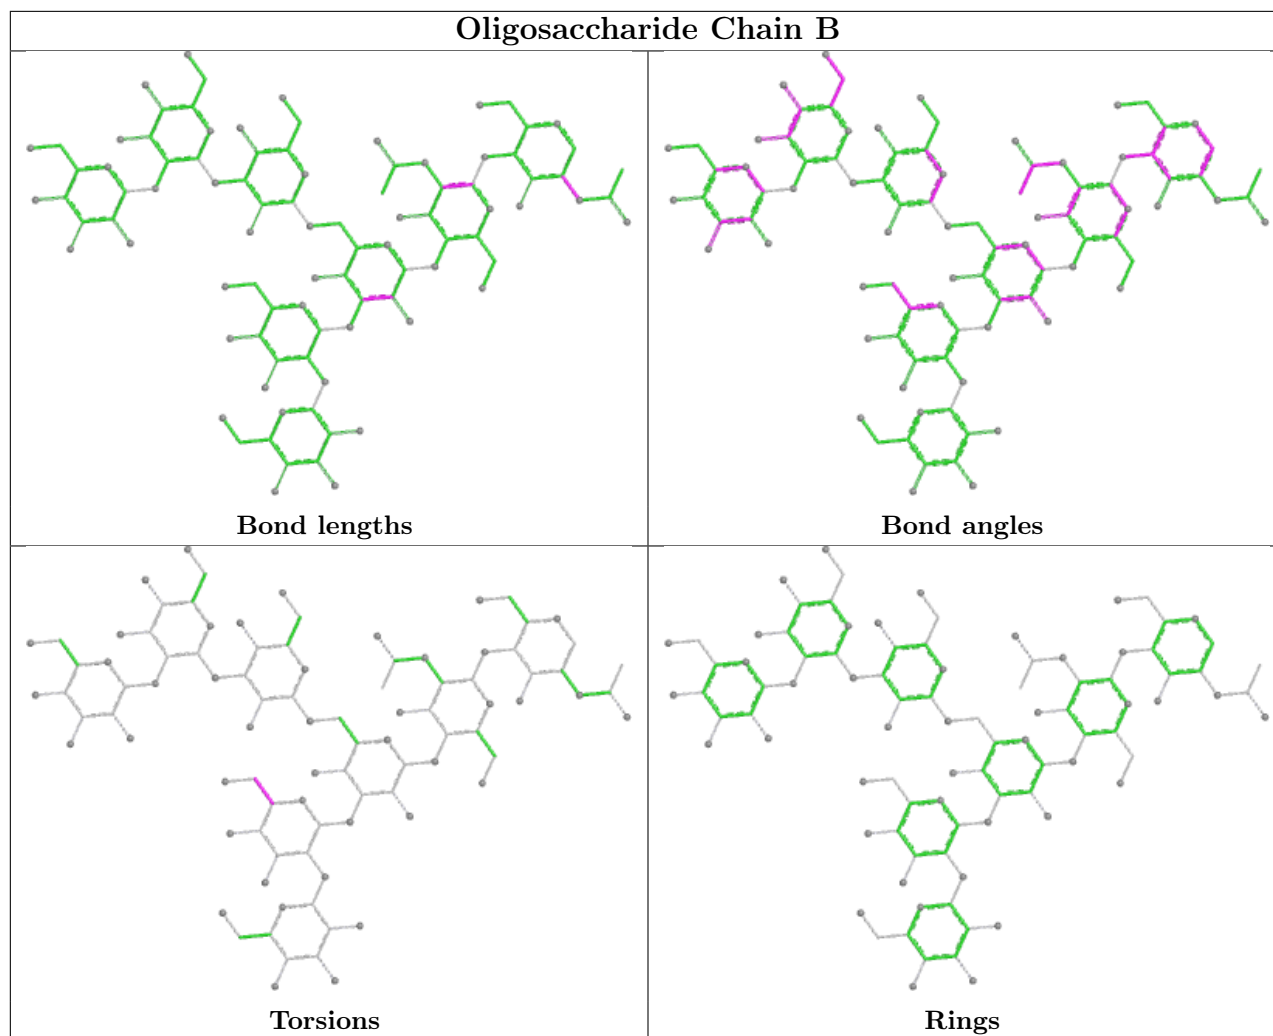 Oligosaccharide Chain B
Bond lengths
Bond angles
Torsions
Rings